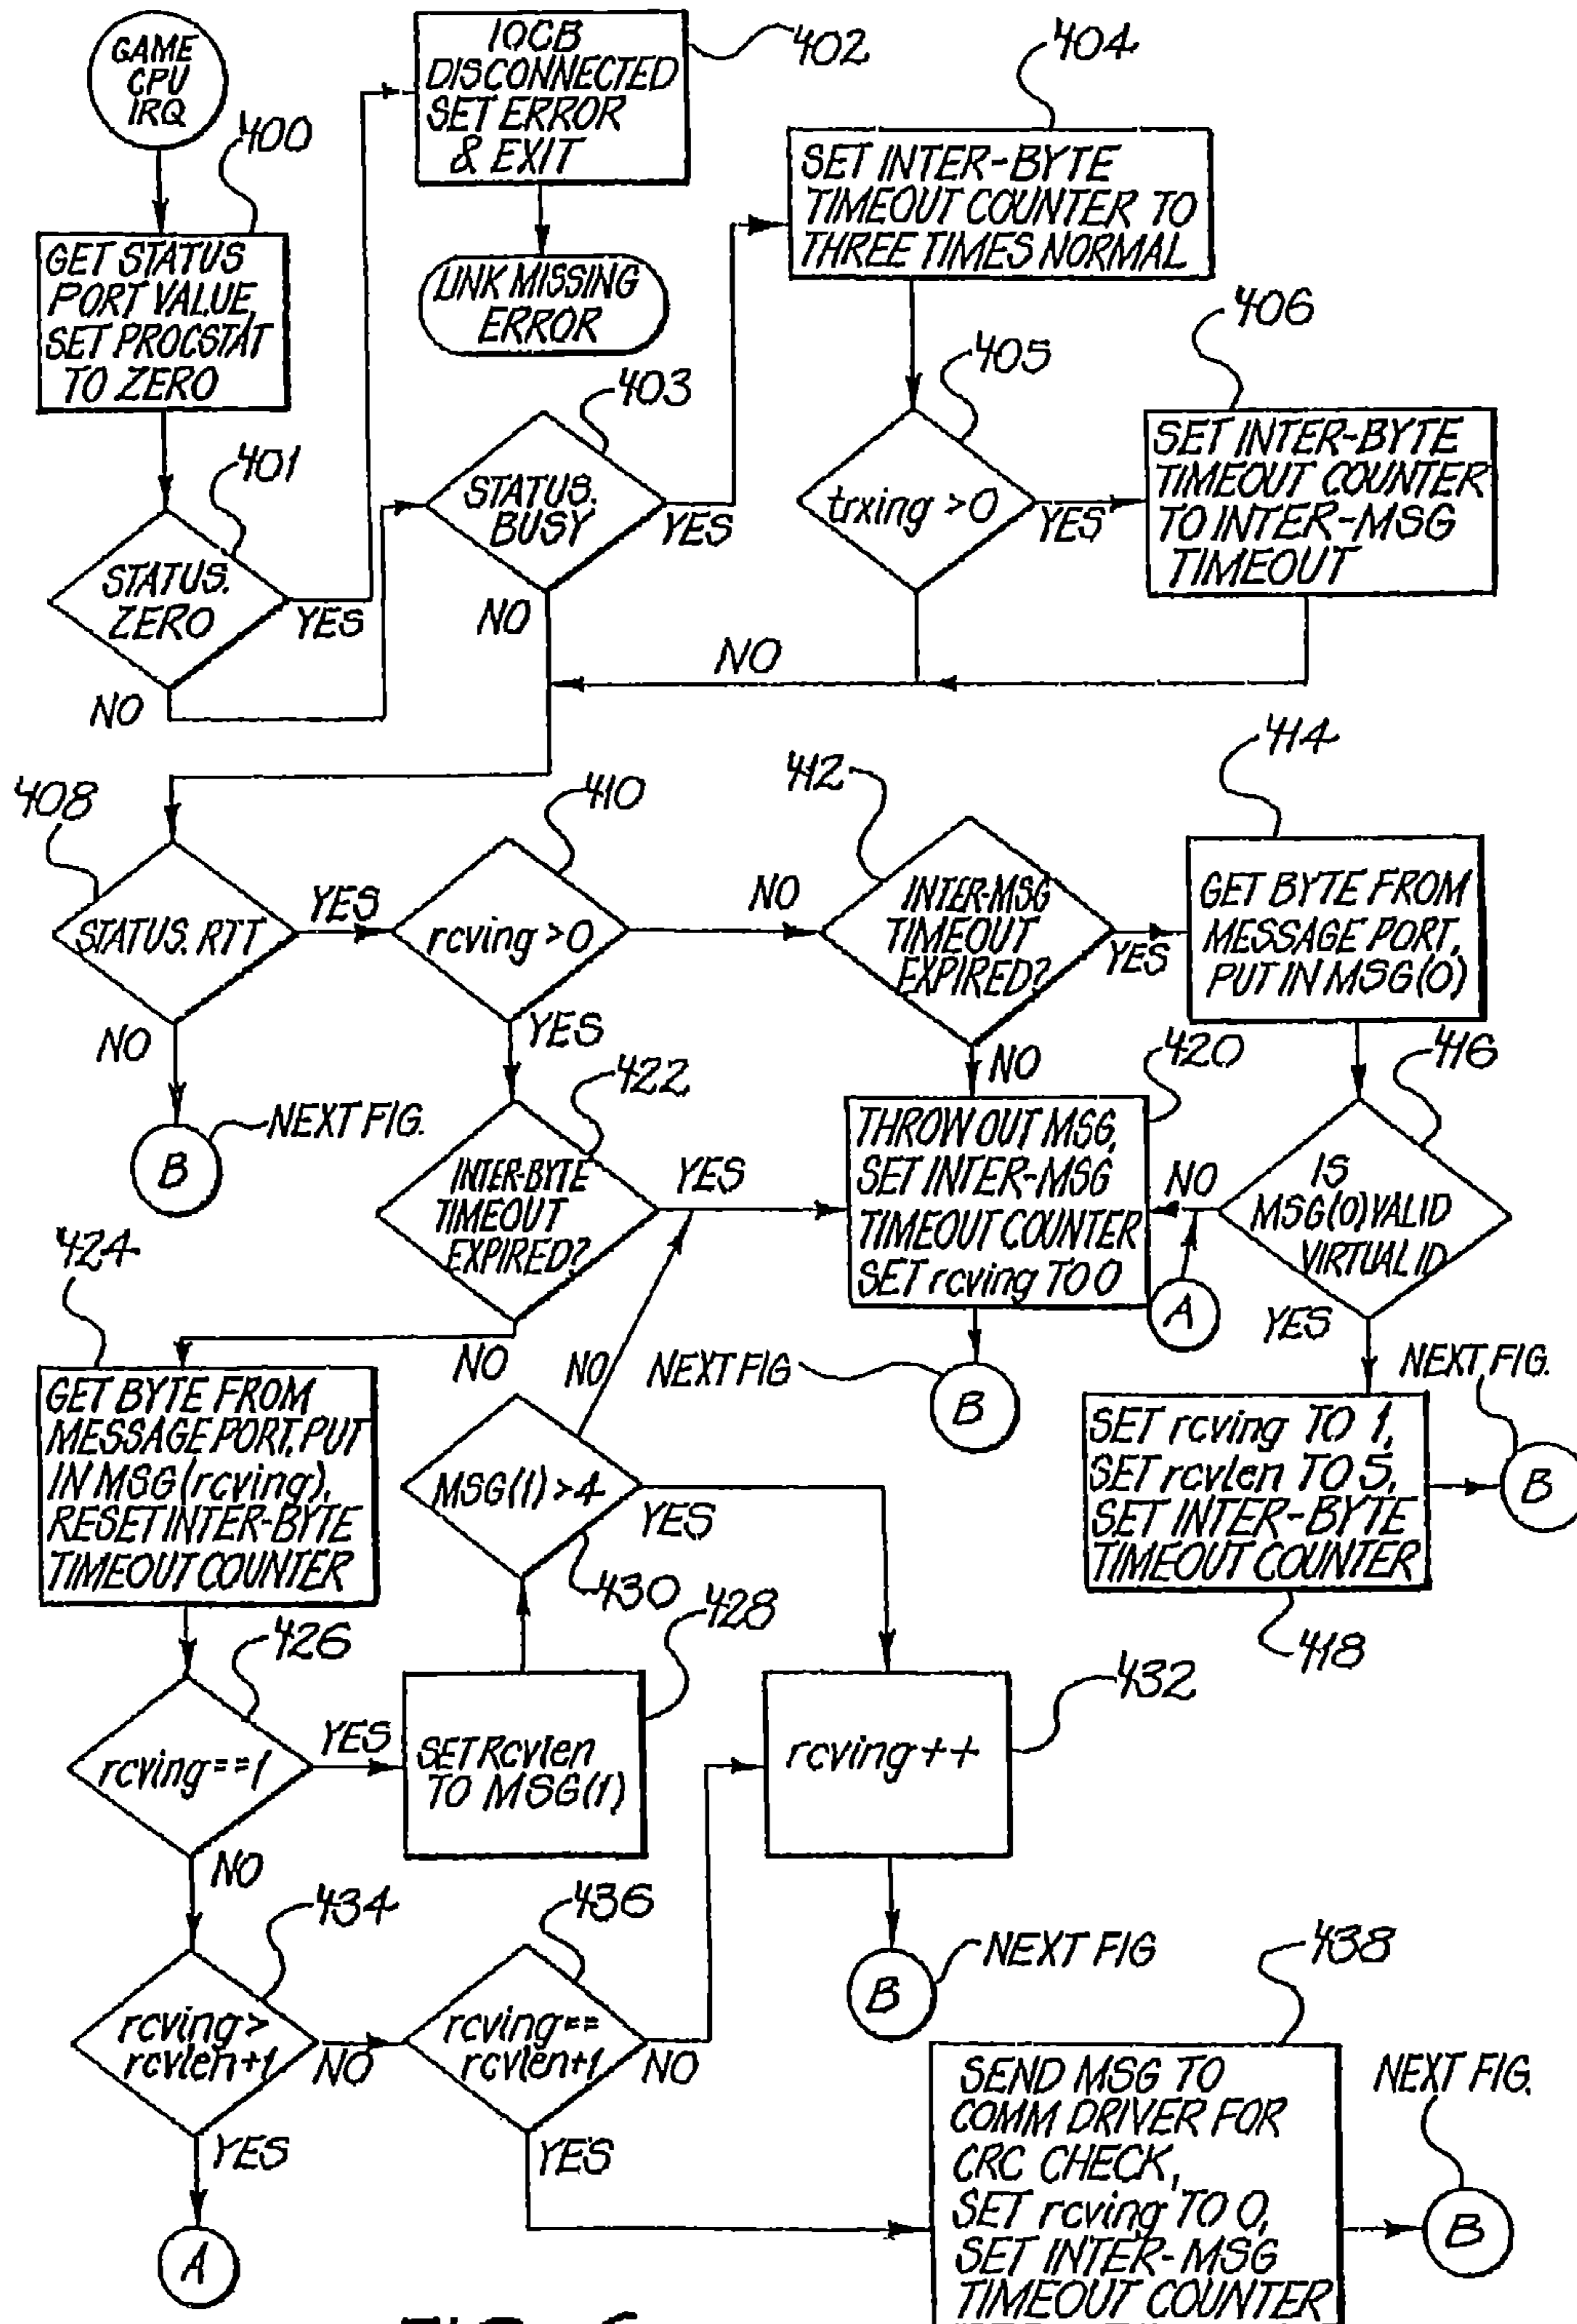 GAME
CPU
IRQ
400
IOCB
DISCONNECTED
SET ERROR
& EXIT
402
LINK MISSING
ERROR
404
SET INTER-BYTE
TIMEOUT COUNTER TO
THREE TIMES NORMAL
GET STATUS
PORT VALUE,
SET PROCSTAT
TO ZERO
401
STATUS.
ZERO
YES
NO
403
STATUS.
BUSY
YES
NO
405
trxing >0
YES
NO
406
SET INTER-BYTE
TIMEOUT COUNTER
TO INTER-MSG
TIMEOUT
408
STATUS. RTT
YES
NO
B
NEXT FIG.
410
rcving >0
NO
YES
412
INTER-MSG
TIMEOUT
EXPIRED?
YES
NO
414
GET BYTE FROM
MESSAGE PORT,
PUT IN MSG(0)
416
IS
MSG(0) VALID
VIRTUAL ID
NO
YES
A
420
THROW OUT MSG,
SET INTER-MSG
TIMEOUT COUNTER
SET rcving TO 0
NEXT FIG
B
422
INTER-BYTE
TIMEOUT
EXPIRED?
YES
NO
424
GET BYTE FROM
MESSAGE PORT, PUT
IN MSG(rcving),
RESET INTER-BYTE
TIMEOUT COUNTER
NO
MSG(1) >4
YES
430
NEXT FIG.
SET rcving TO 1,
SET rcvlen TO 5,
SET INTER-BYTE
TIMEOUT COUNTER
B
418
426
rcving==1
YES
NO
428
SET Rcvlen
TO MSG(1)
432
rcving ++
B
NEXT FIG
434
rcving >
rcvlen+1
NO
YES
A
436
rcving==
rcvlen+1
NO
YES
438
SEND MSG TO
COMM DRIVER FOR
CRC CHECK,
SET rcving TO 0,
SET INTER-MSG
TIMEOUT COUNTER
NEXT FIG.
B